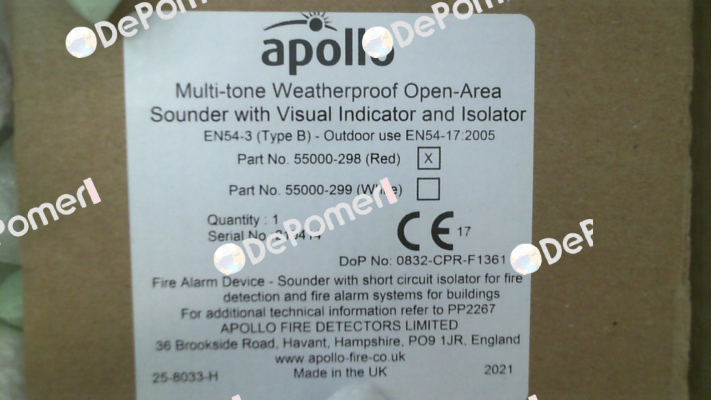 DePomerl DePomerl
apollo
Multi-tone Weatherproof Open-Area
Sounder with Visual Indicator and Isolator
EN54-3 (Type B) - Outdoor use EN54-17:2005
Part No. 55000-298 (Red) X
Part No. 55000-299 (White)
DePomerl DePomerl
Quantity : 1
Serial No.
CE 17
DePomerl DePo
DoP No: 0832-CPR-F1361
Fire Alarm Device - Sounder with short circuit isolator for fire
detection and fire alarm systems for buildings
For additional technical information refer to PP2267
APOLLO FIRE DETECTORS LIMITED
36 Brookside Road, Havant, Hampshire, PO9 1JR, England
www.apollo-fire-co.uk
25-8033-H Made in the UK 2021